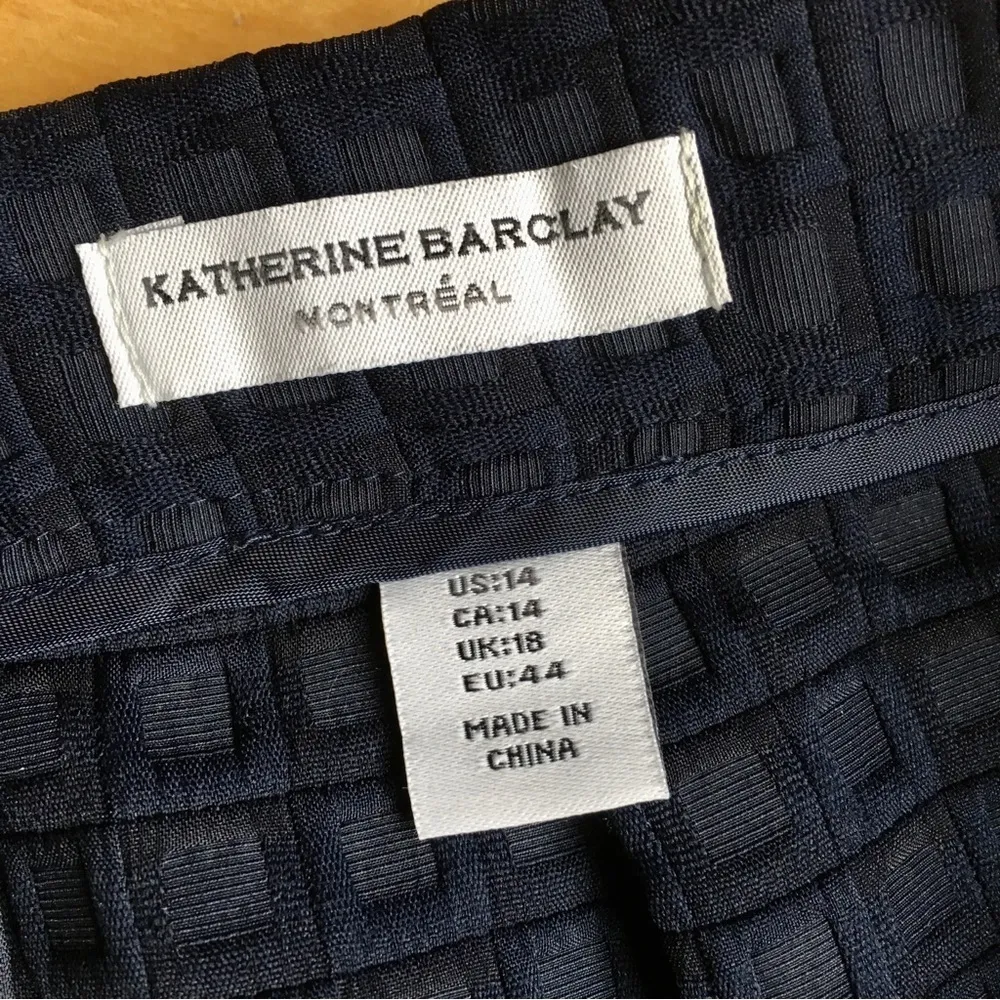 KATHERINE BARCLAY
MONTRÉAL
US:14
CA:14
UK:18
EU:44
MADE IN
CHINA